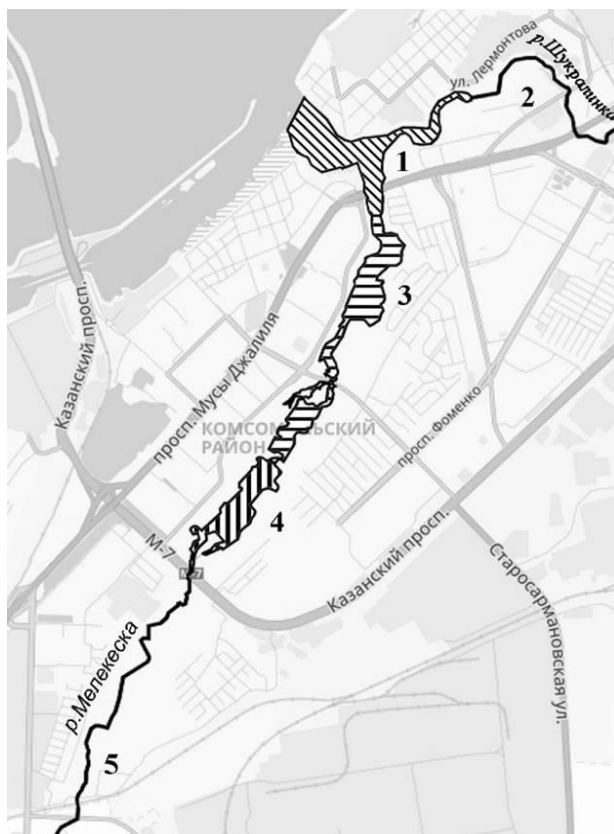 ул. Лермонтова
р.Шукралинка
2
1
3
Казанский просп.
просп. Мусы Джалиля
просп. Фоменко
КОМСОМОЛЬСКИЙ
РАЙОН
4
М-7
М-7
Казанский просп.
Старосармановская ул.
р.Мелекеска
5